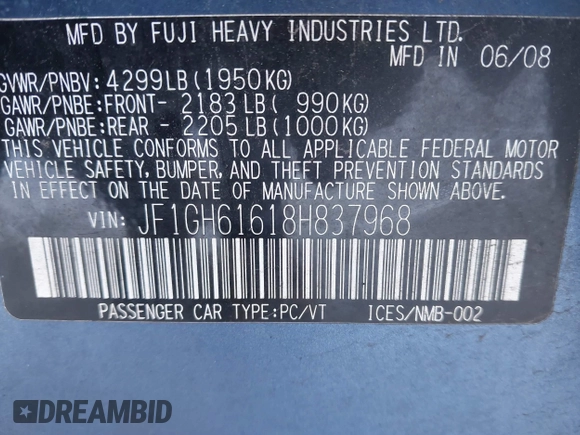 MFD BY FUJI HEAVY INDUSTRIES LTD.
MFD IN 06/08
GVWR/PNBV: 4299LB(1950KG)
GAWR/PNBE:FRONT- 2183LB( 990KG)
GAWR/PNBE:REAR - 2205LB(1000KG)
THIS VEHICLE CONFORMS TO ALL APPLICABLE FEDERAL MOTOR
VEHICLE SAFETY, BUMPER, AND THEFT PREVENTION STANDARDS
IN EFFECT ON THE DATE OF MANUFACTURE SHOWN ABOVE.
VIN: JF1GH61618H837968
PASSENGER CAR TYPE:PC/VT ICES/NMB-002
DREAMBID